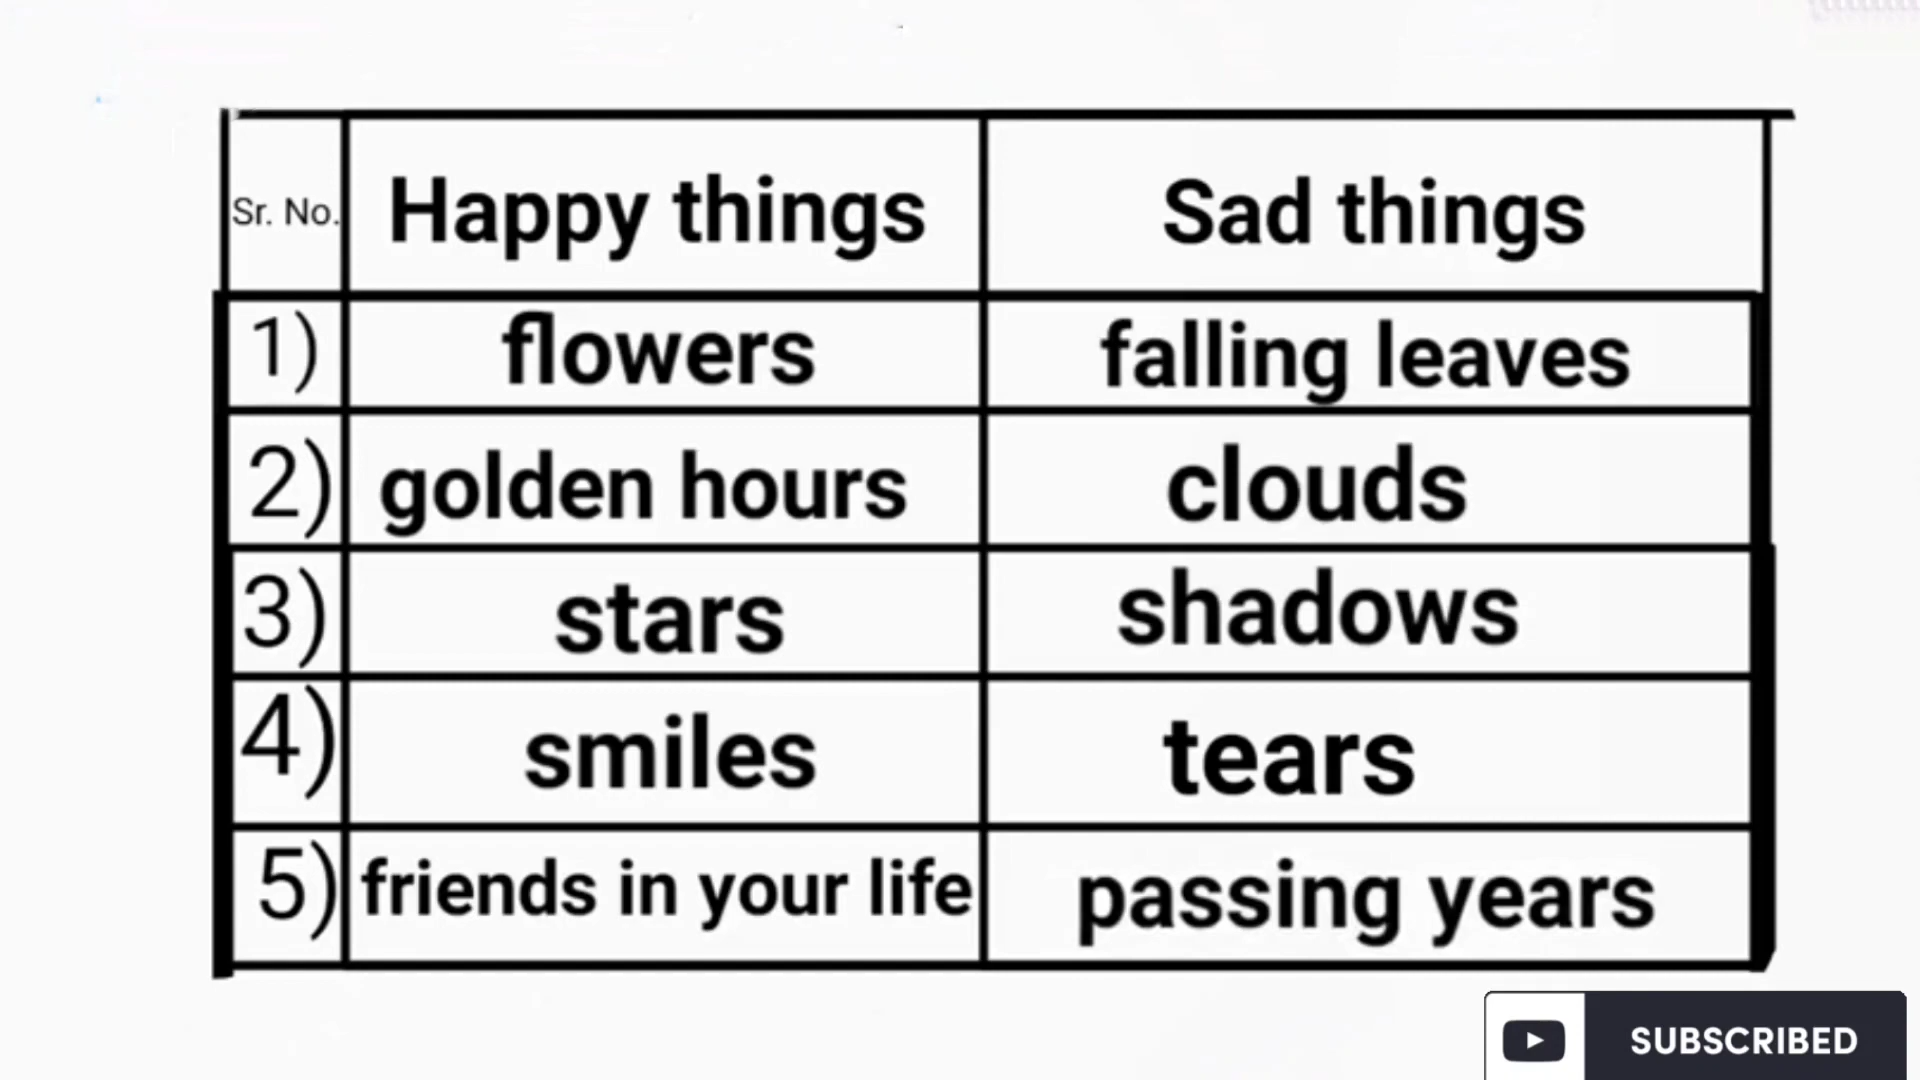 Sr. No. Happy things Sad things
1) flowers falling leaves
2) golden hours clouds
3) stars shadows
4) smiles tears
5) friends in your life passing years
SUBSCRIBED